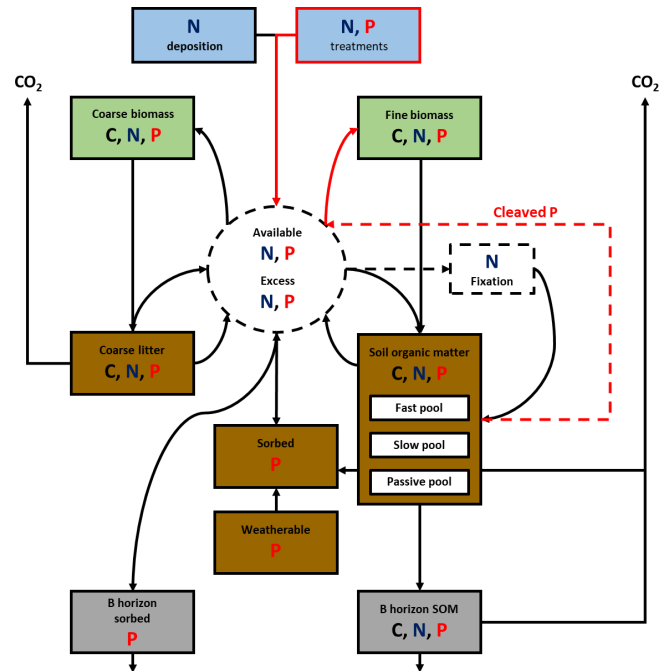 N
deposition
N, P
treatments
CO2
CO2
Coarse biomass
C, N, P
Fine biomass
C, N, P
Cleaved P
Available
N, P
Excess
N, P
N
Fixation
Coarse litter
C, N, P
Soil organic matter
C, N, P
Fast pool
Slow pool
Passive pool
Sorbed
P
Weatherable
P
B horizon
sorbed
P
B horizon SOM
C, N, P